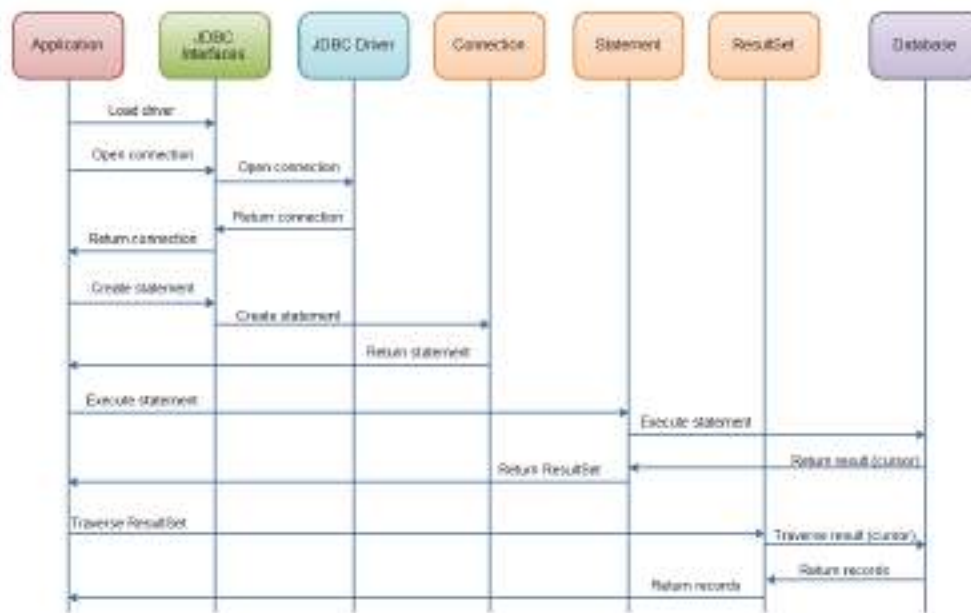 Application
JDBC
Interfaces
JDBC Driver
Connection
Statement
ResultSet
Database
Load driver
Open connection
Open connection
Return connection
Return connection
Create statement
Create statement
Return statement
Execute statement
Execute statement
Return result (cursor)
Return ResultSet
Traverse ResultSet
Traverse result (cursor)
Return records
Return records